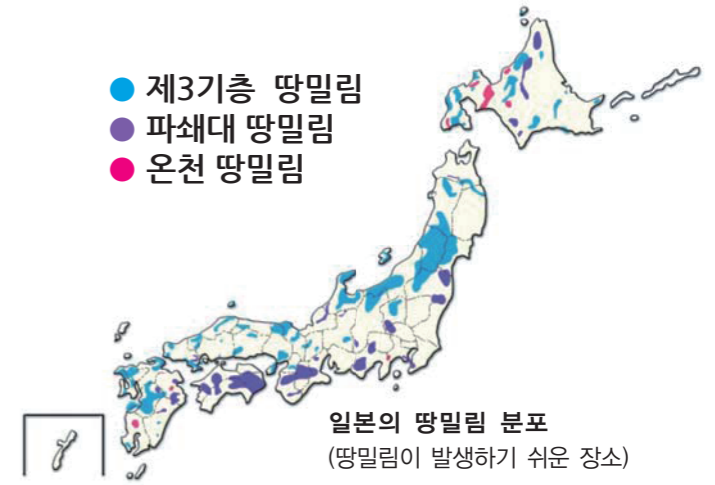 제3기층 땅밀림
파쇄대 땅밀림
온천 땅밀림
일본의 땅밀림 분포
(땅밀림이 발생하기 쉬운 장소)